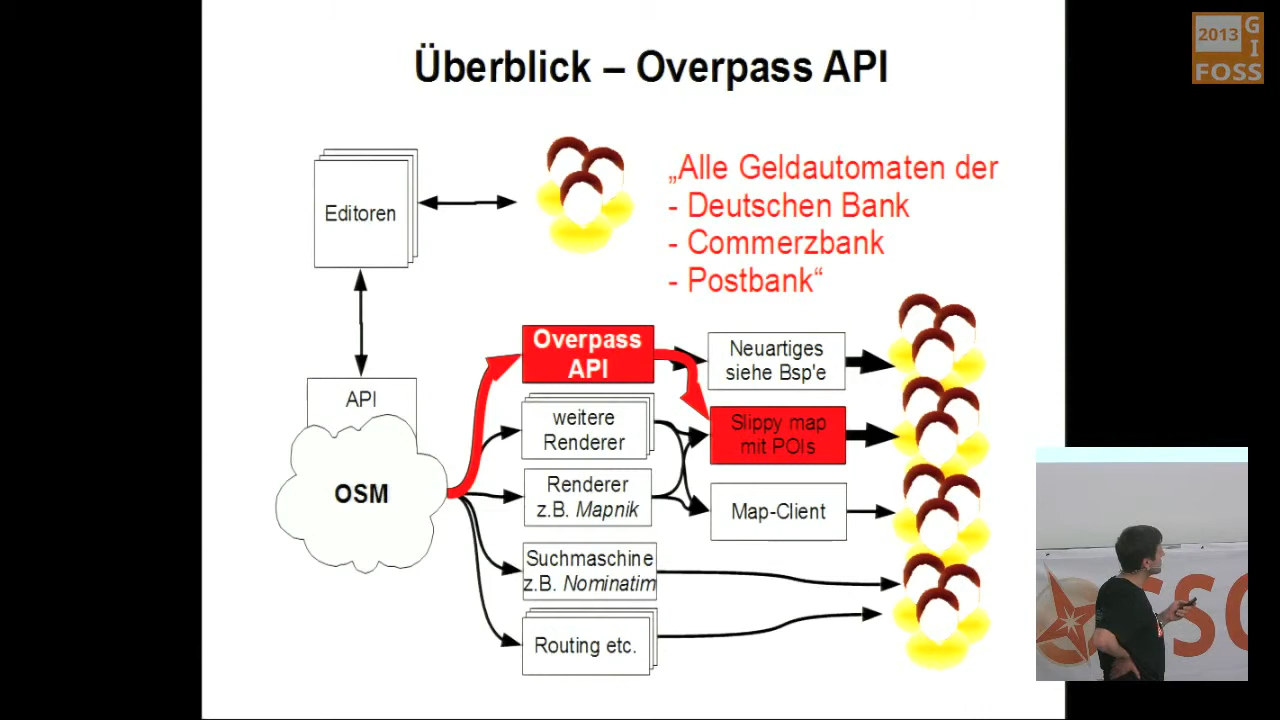 Überblick – Overpass API
2013
G
I
FOSS
„Alle Geldautomaten der
- Deutschen Bank
- Commerzbank
- Postbank“
Editoren
API
OSM
Overpass
API
Neuartiges
siehe Bsp'e
weitere
Renderer
Slippy map
mit POIs
Renderer
z.B. Mapnik
Map-Client
Suchmaschine
z.B. Nominatim
Routing etc.